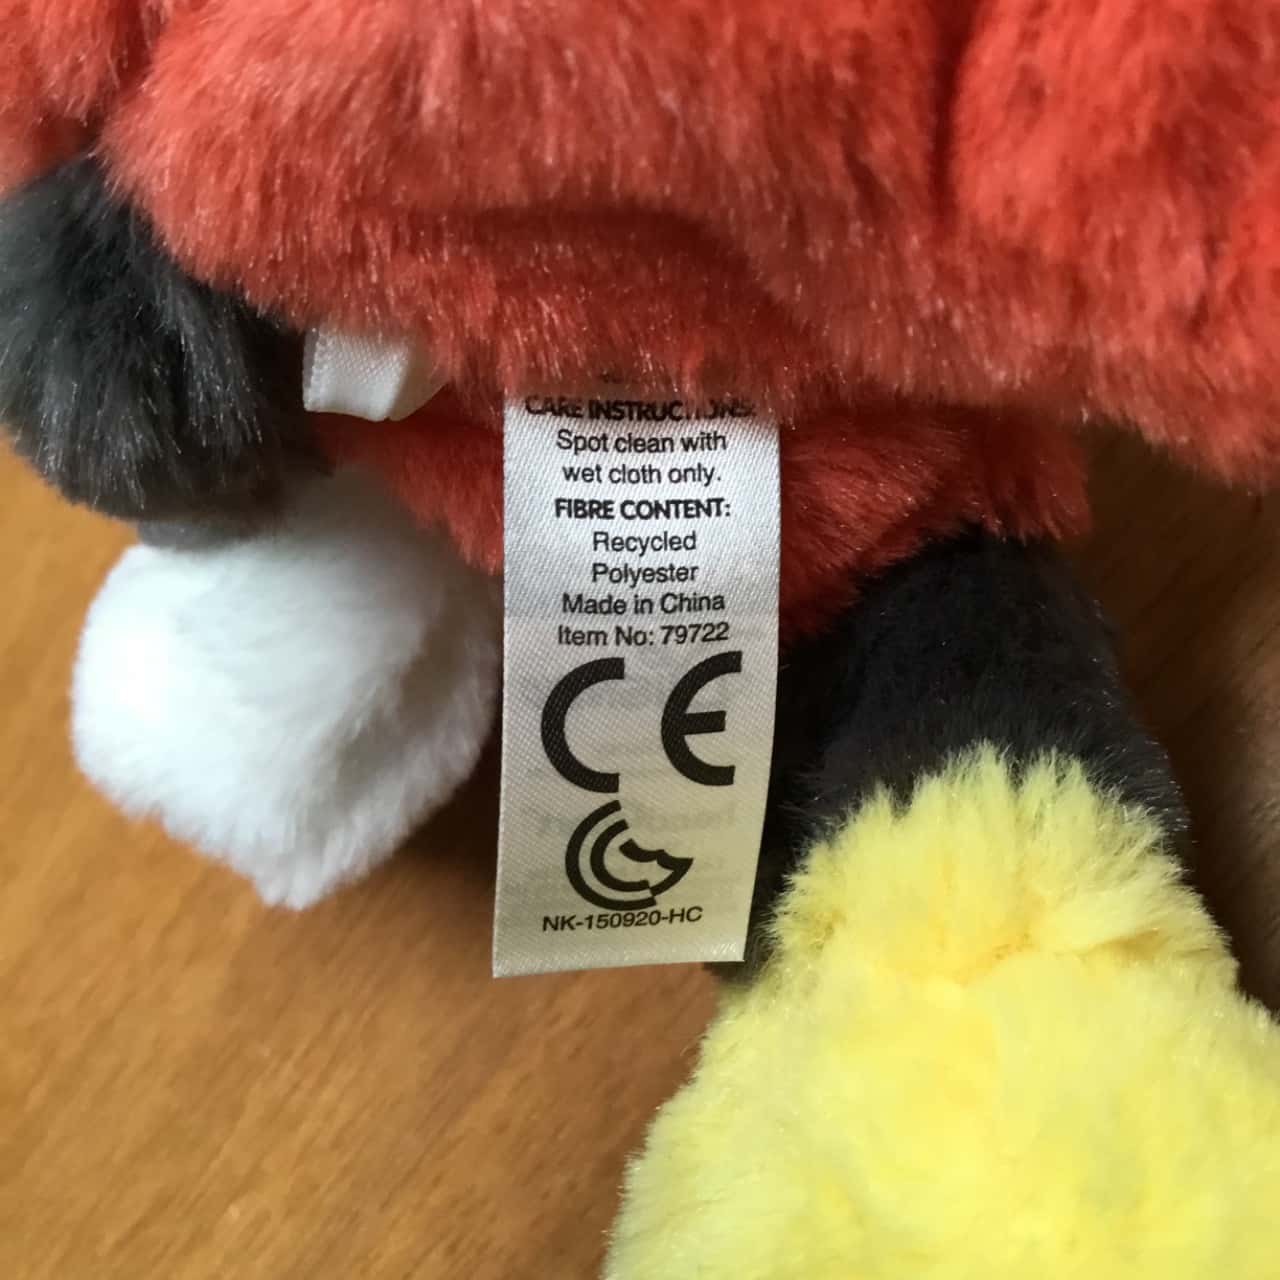 CARE INSTRUCTIONS:
Spot clean with
wet cloth only.
FIBRE CONTENT:
Recycled
Polyester
Made in China
Item No: 79722
CE
NK-150920-HC